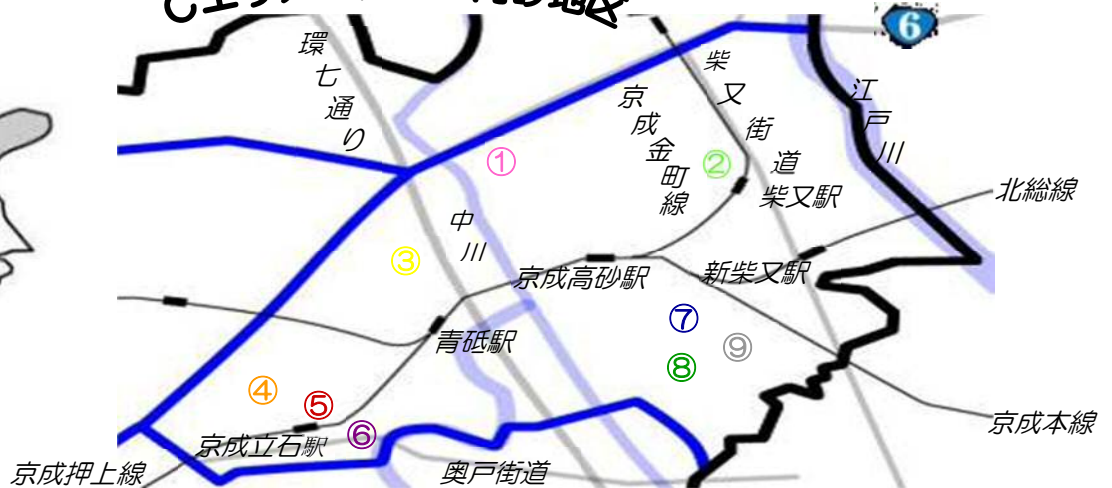 地区
6
環七通り
柴又街道
京成金町線
江戸川
①
②
柴又駅
北総線
中川
③
京成高砂駅
新柴又駅
青砥駅
⑦
⑧
⑨
④
⑤
⑥
京成立石駅
京成本線
京成押上線
奥戸街道